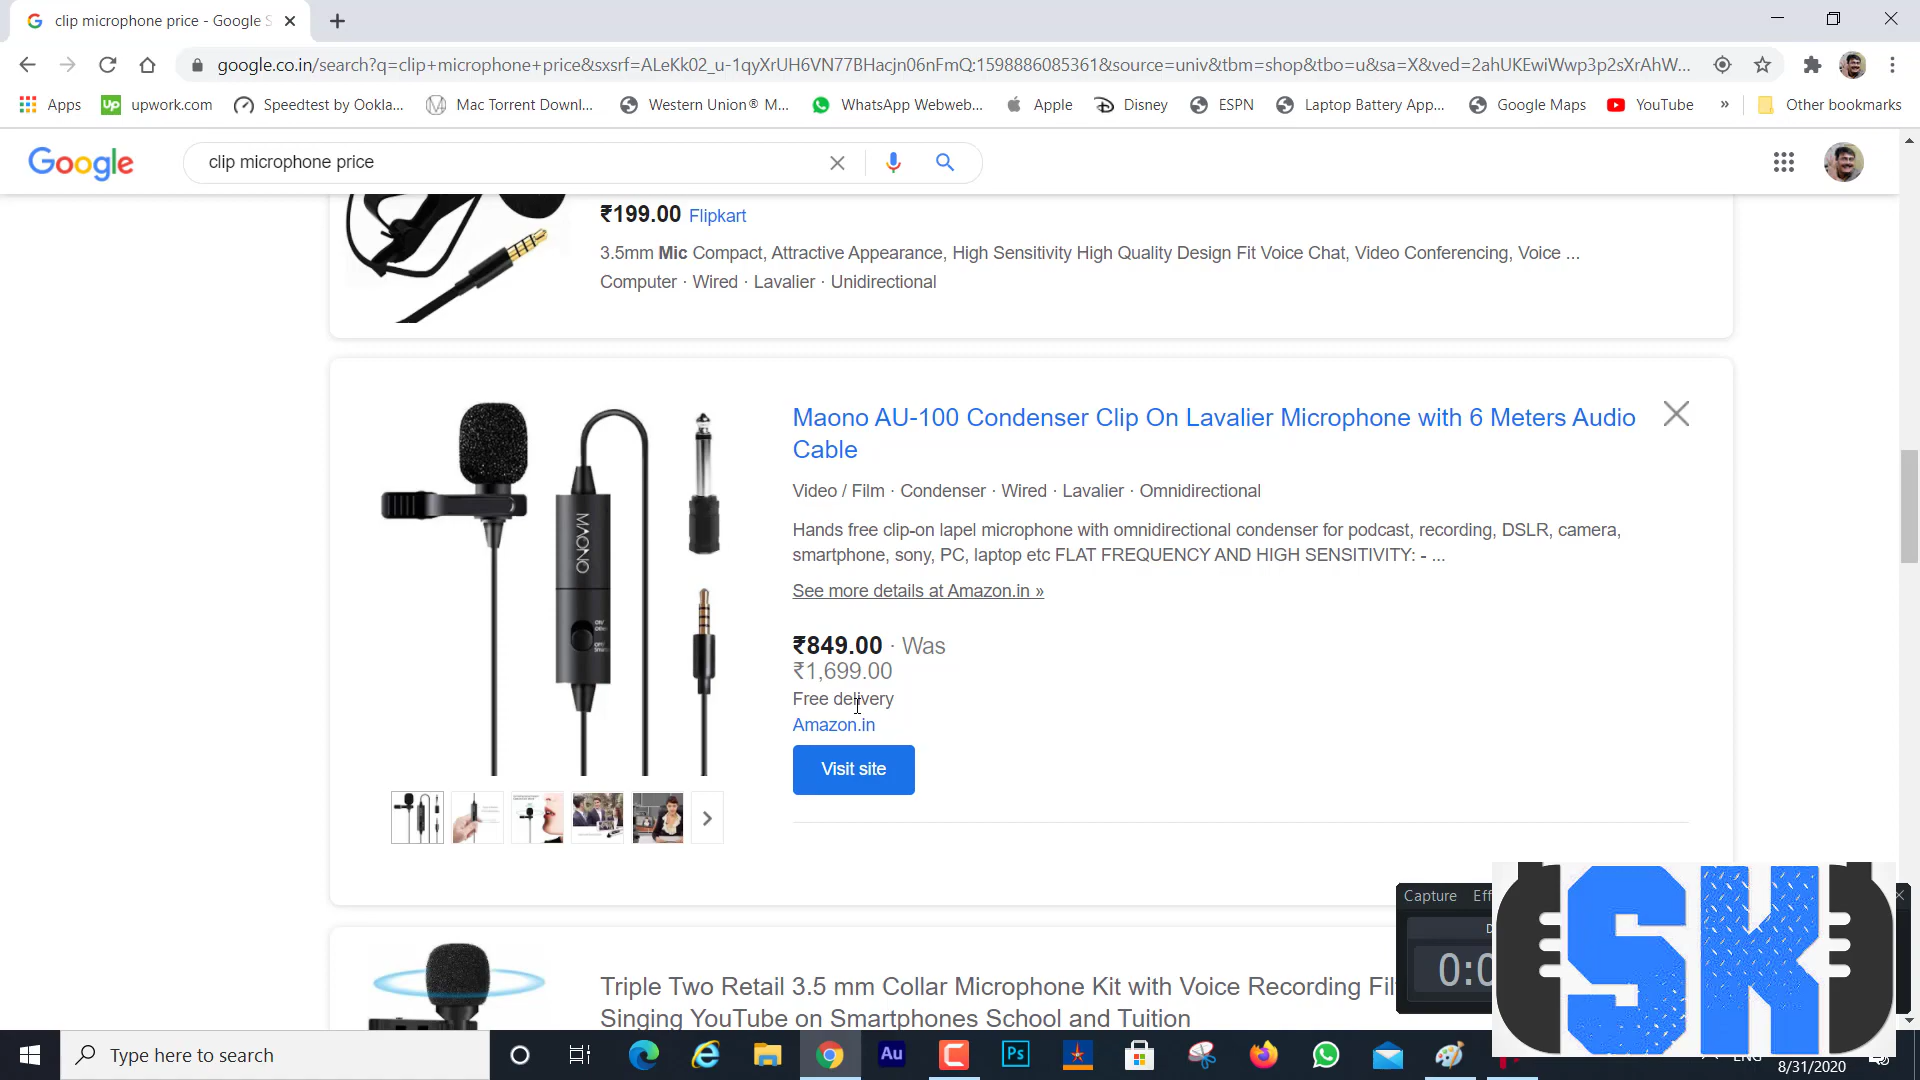 clip microphone price - Google S
google.co.in/search?q=clip+microphone+price&sxsrf=ALeKk02_u-1qyXrUH6VN77BHacjn06nFmQ:1598886085361&source=univ&tbm=shop&tbo=u&sa=X&ved=2ahUKEwiWwp3p2sXrAhW...
Apps upwork.com Speedtest by Ookla... Mac Torrent Downl... Western Union® M... WhatsApp Webweb... Apple Disney ESPN Laptop Battery App... Google Maps YouTube » Other bookmarks
Google clip microphone price
₹199.00 Flipkart
3.5mm Mic Compact, Attractive Appearance, High Sensitivity High Quality Design Fit Voice Chat, Video Conferencing, Voice ...
Computer · Wired · Lavalier · Unidirectional
Maono AU-100 Condenser Clip On Lavalier Microphone with 6 Meters Audio
Cable
Video / Film · Condenser · Wired · Lavalier · Omnidirectional
Hands free clip-on lapel microphone with omnidirectional condenser for podcast, recording, DSLR, camera,
smartphone, sony, PC, laptop etc FLAT FREQUENCY AND HIGH SENSITIVITY: - ...
See more details at Amazon.in »
MAONO
₹849.00 · Was
₹1,699.00
Free delivery
Amazon.in
Visit site
Capture Eff
0:0
SK
Triple Two Retail 3.5 mm Collar Microphone Kit with Voice Recording Fil
Singing YouTube on Smartphones School and Tuition
Type here to search
Au
Ps
ENG
8/31/2020